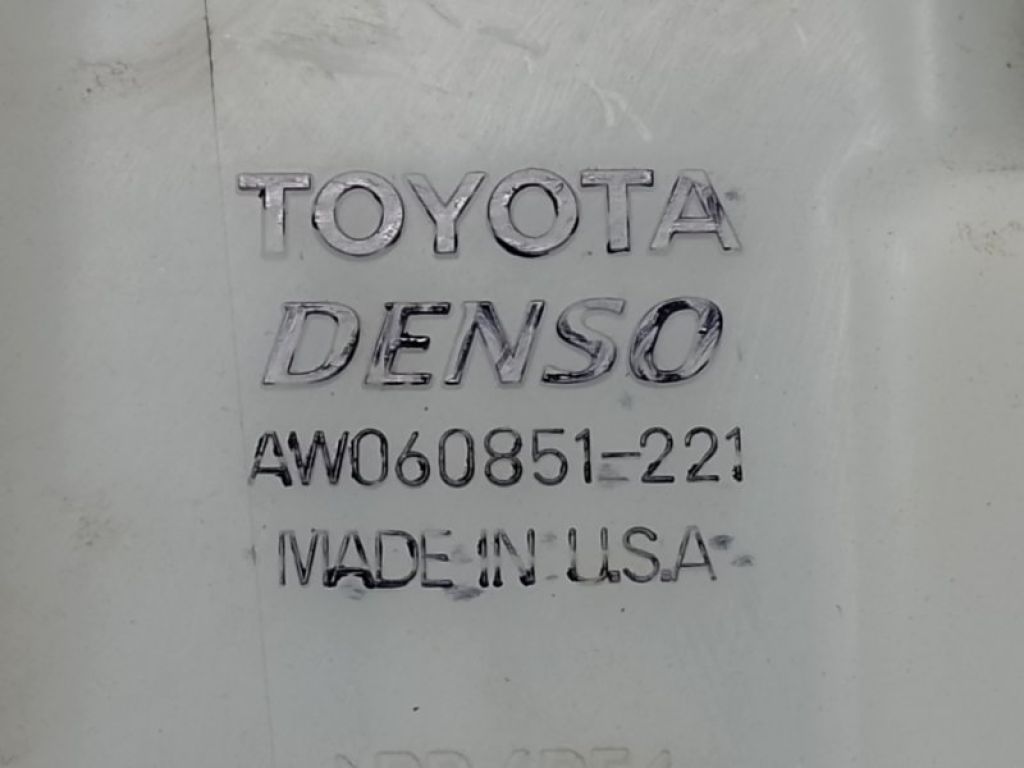 TOYOTA
DENSO
AW060851-221
MADE IN U.S.A